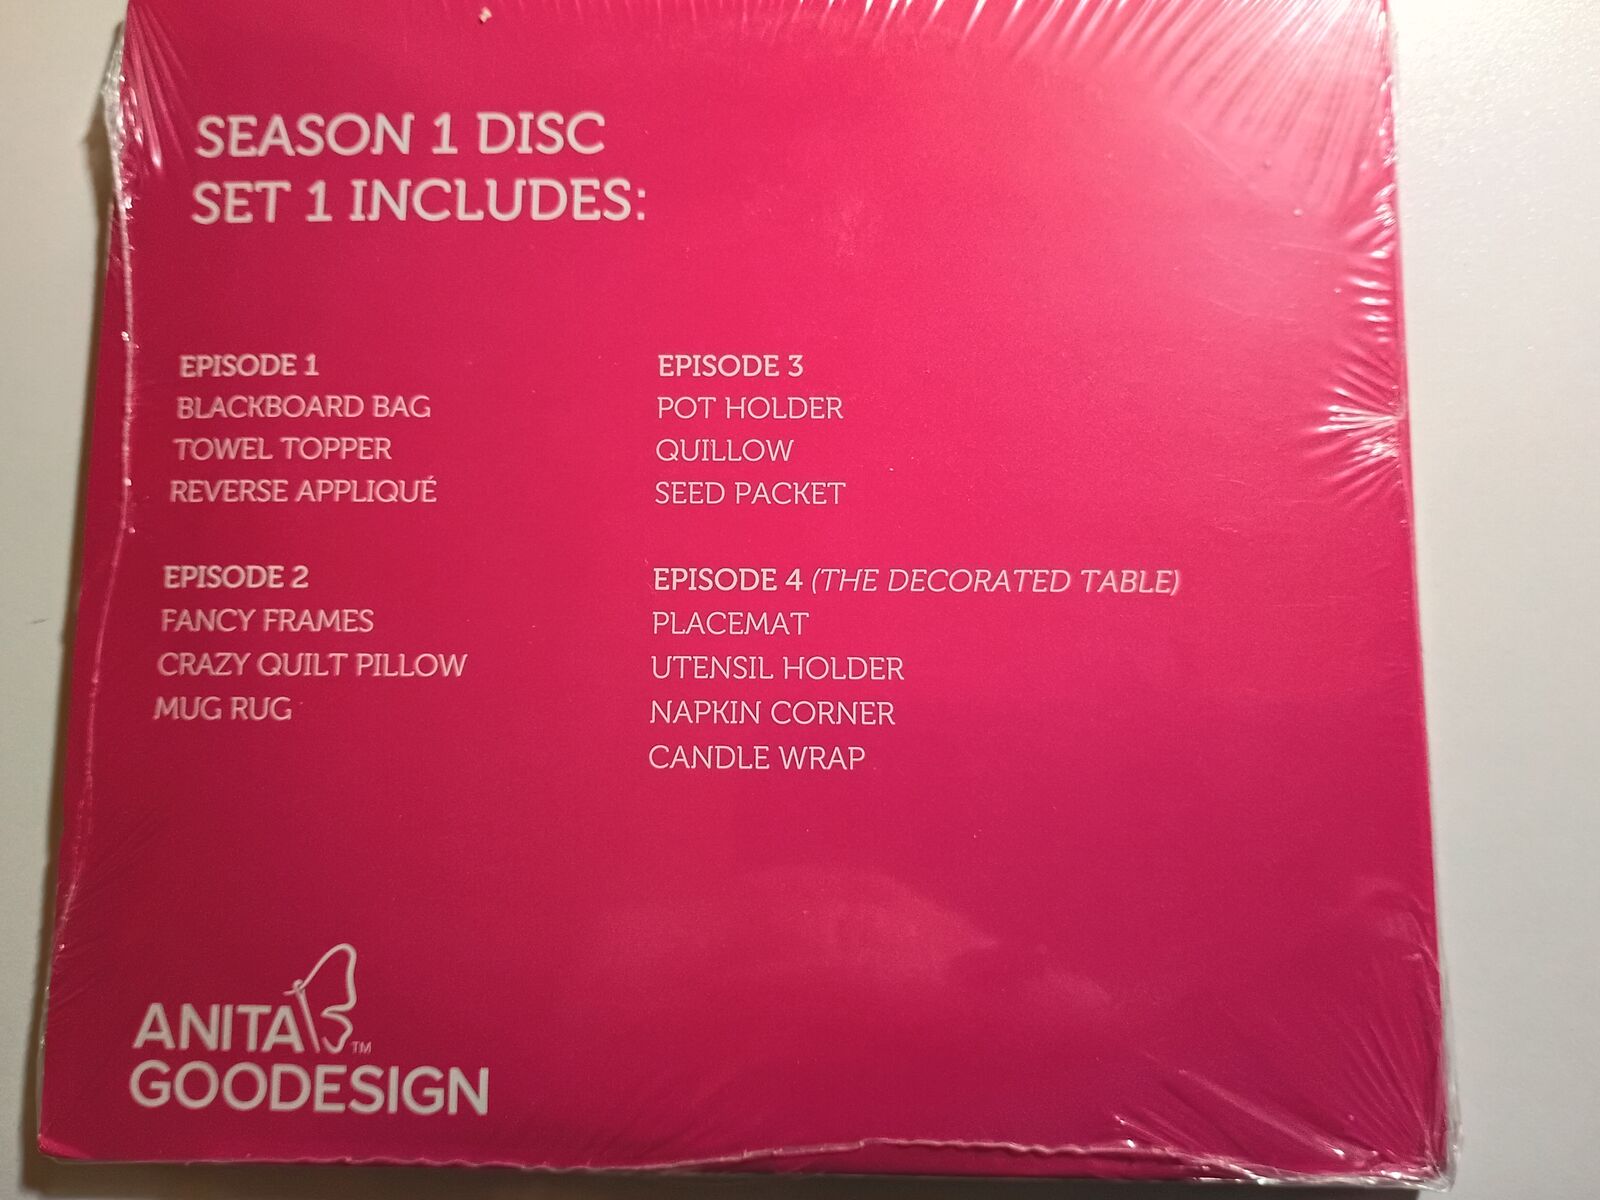 SEASON 1 DISC
SET 1 INCLUDES:
EPISODE 1
BLACKBOARD BAG
TOWEL TOPPER
REVERSE APPLIQUÉ
EPISODE 2
FANCY FRAMES
CRAZY QUILT PILLOW
MUG RUG
EPISODE 3
POT HOLDER
QUILLOW
SEED PACKET
EPISODE 4 (THE DECORATED TABLE)
PLACEMAT
UTENSIL HOLDER
NAPKIN CORNER
CANDLE WRAP
ANITA TM
GOODESIGN